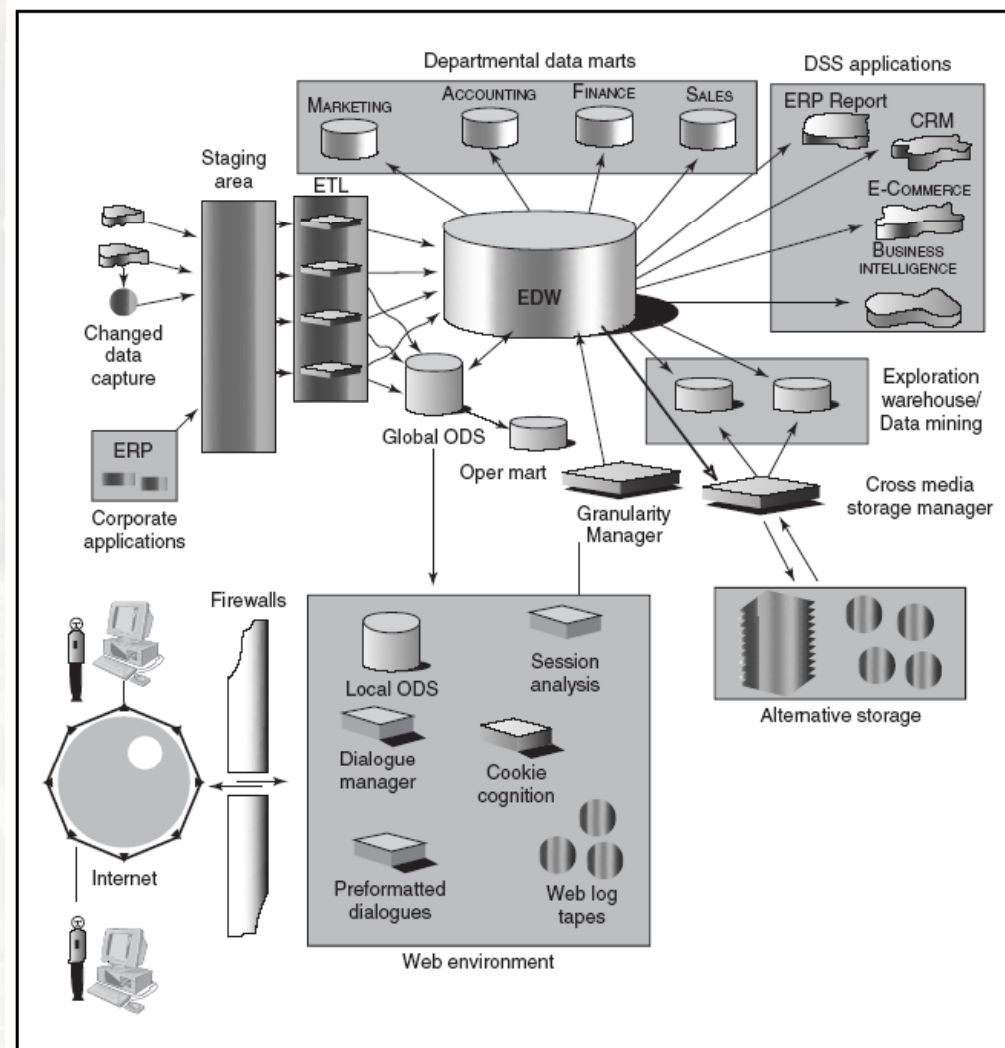 Departmental data marts
DSS applications
MARKETING
ACCOUNTING
FINANCE
SALES
ERP Report
CRM
E-COMMERCE
BUSINESS
INTELLIGENCE
Staging
area
ETL
EDW
Changed
data
capture
Global ODS
Oper mart
Exploration
warehouse/
Data mining
ERP
Corporate
applications
Granularity
Manager
Cross media
storage manager
Firewalls
Local ODS
Session
analysis
Dialogue
manager
Cookie
cognition
Alternative storage
Internet
Preformatted
dialogues
Web log
tapes
Web environment